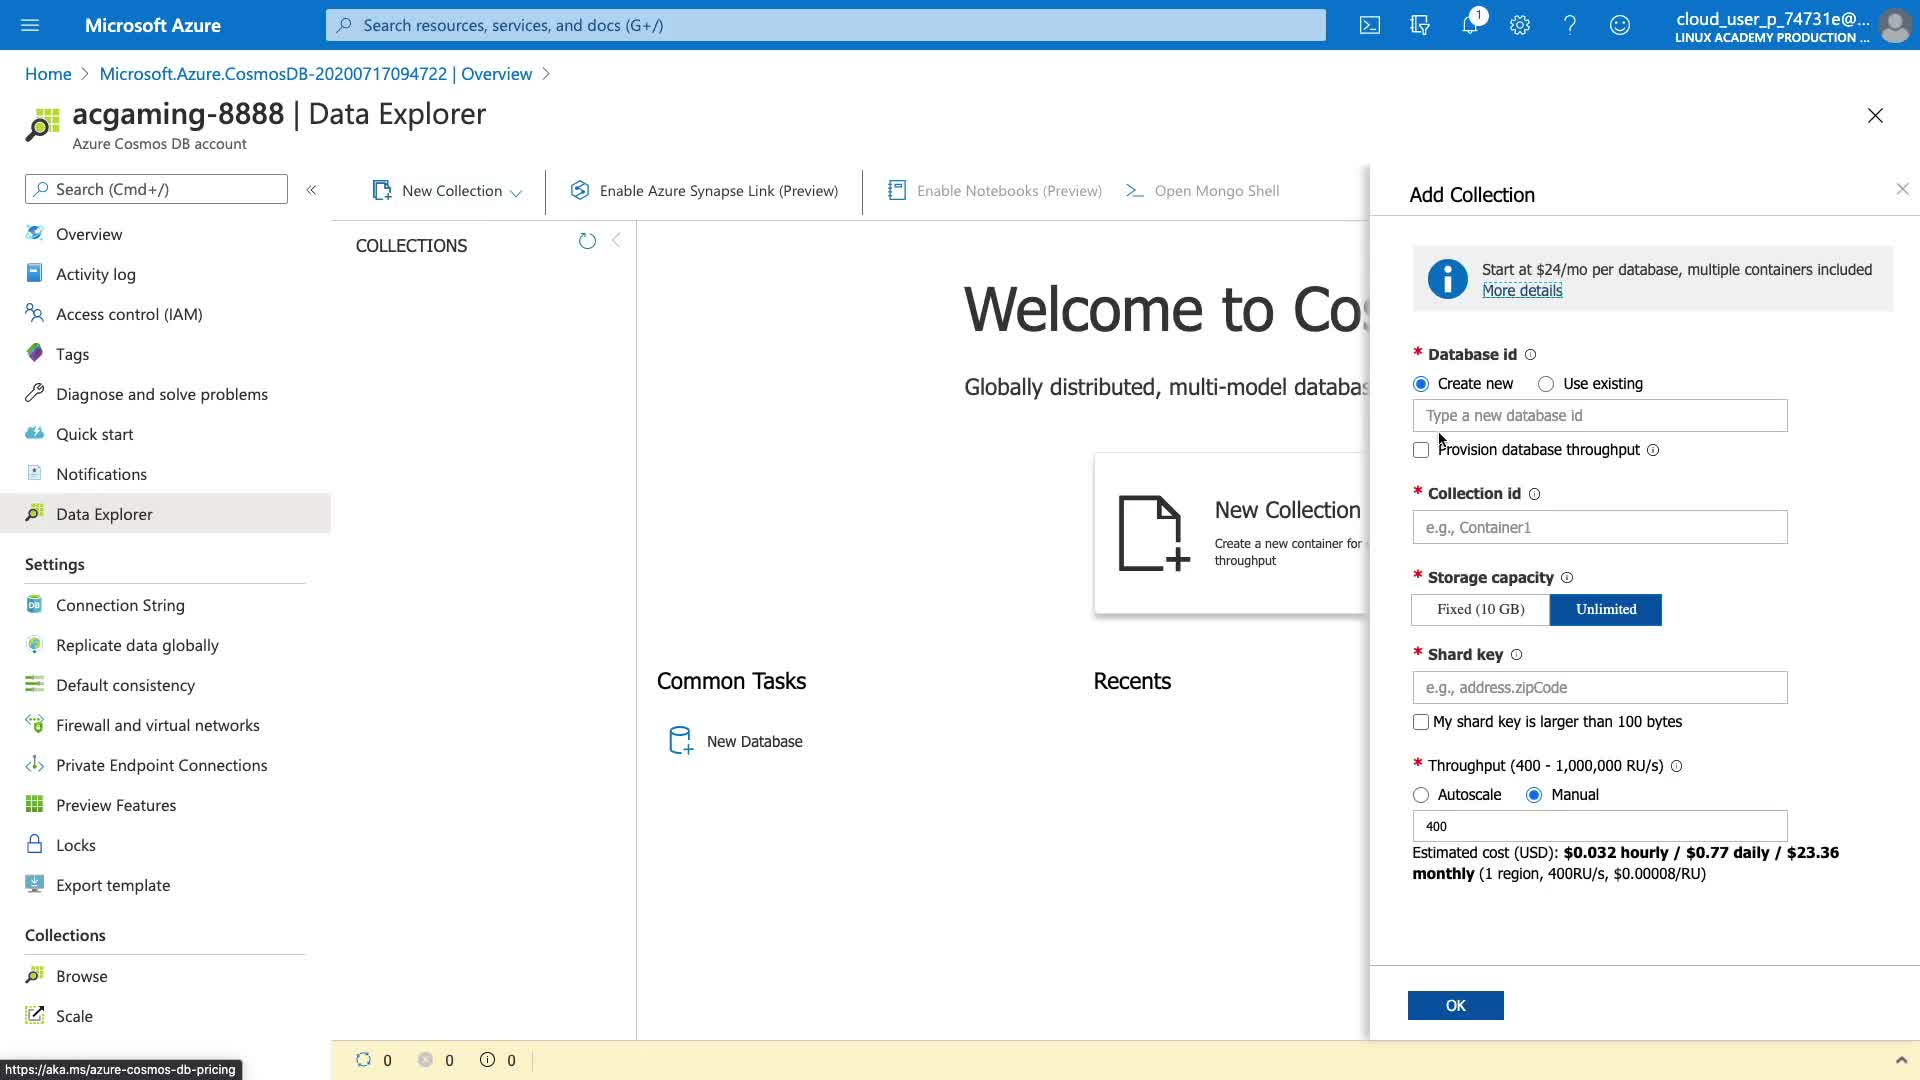 Microsoft Azure
Search resources, services, and docs (G+/)
1
cloud_user_p_74731e@...
LINUX ACADEMY PRODUCTION ...
Home
Microsoft.Azure.CosmosDB-20200717094722 | Overview
acgaming-8888 | Data Explorer
Azure Cosmos DB account
Search (Cmd+/)
«
Overview
Activity log
Access control (IAM)
Tags
Diagnose and solve problems
Quick start
Notifications
Data Explorer
Settings
Connection String
Replicate data globally
Default consistency
Firewall and virtual networks
Private Endpoint Connections
Preview Features
Locks
Export template
Collections
Browse
Scale
https://aka.ms/azure-cosmos-db-pricing
New Collection
Enable Azure Synapse Link (Preview)
Enable Notebooks (Preview)
Open Mongo Shell
COLLECTIONS
Welcome to Cos
Globally distributed, multi-model databas
New Collection
Create a new container for
throughput
Common Tasks
New Database
Recents
0
0
0
Add Collection
Start at $24/mo per database, multiple containers included
More details
* Database id
Create new
Use existing
Type a new database id
Provision database throughput
* Collection id
e.g., Container1
* Storage capacity
Fixed (10 GB)
Unlimited
* Shard key
e.g., address.zipCode
My shard key is larger than 100 bytes
* Throughput (400 - 1,000,000 RU/s)
Autoscale
Manual
400
Estimated cost (USD): $0.032 hourly / $0.77 daily / $23.36
monthly (1 region, 400RU/s, $0.00008/RU)
OK